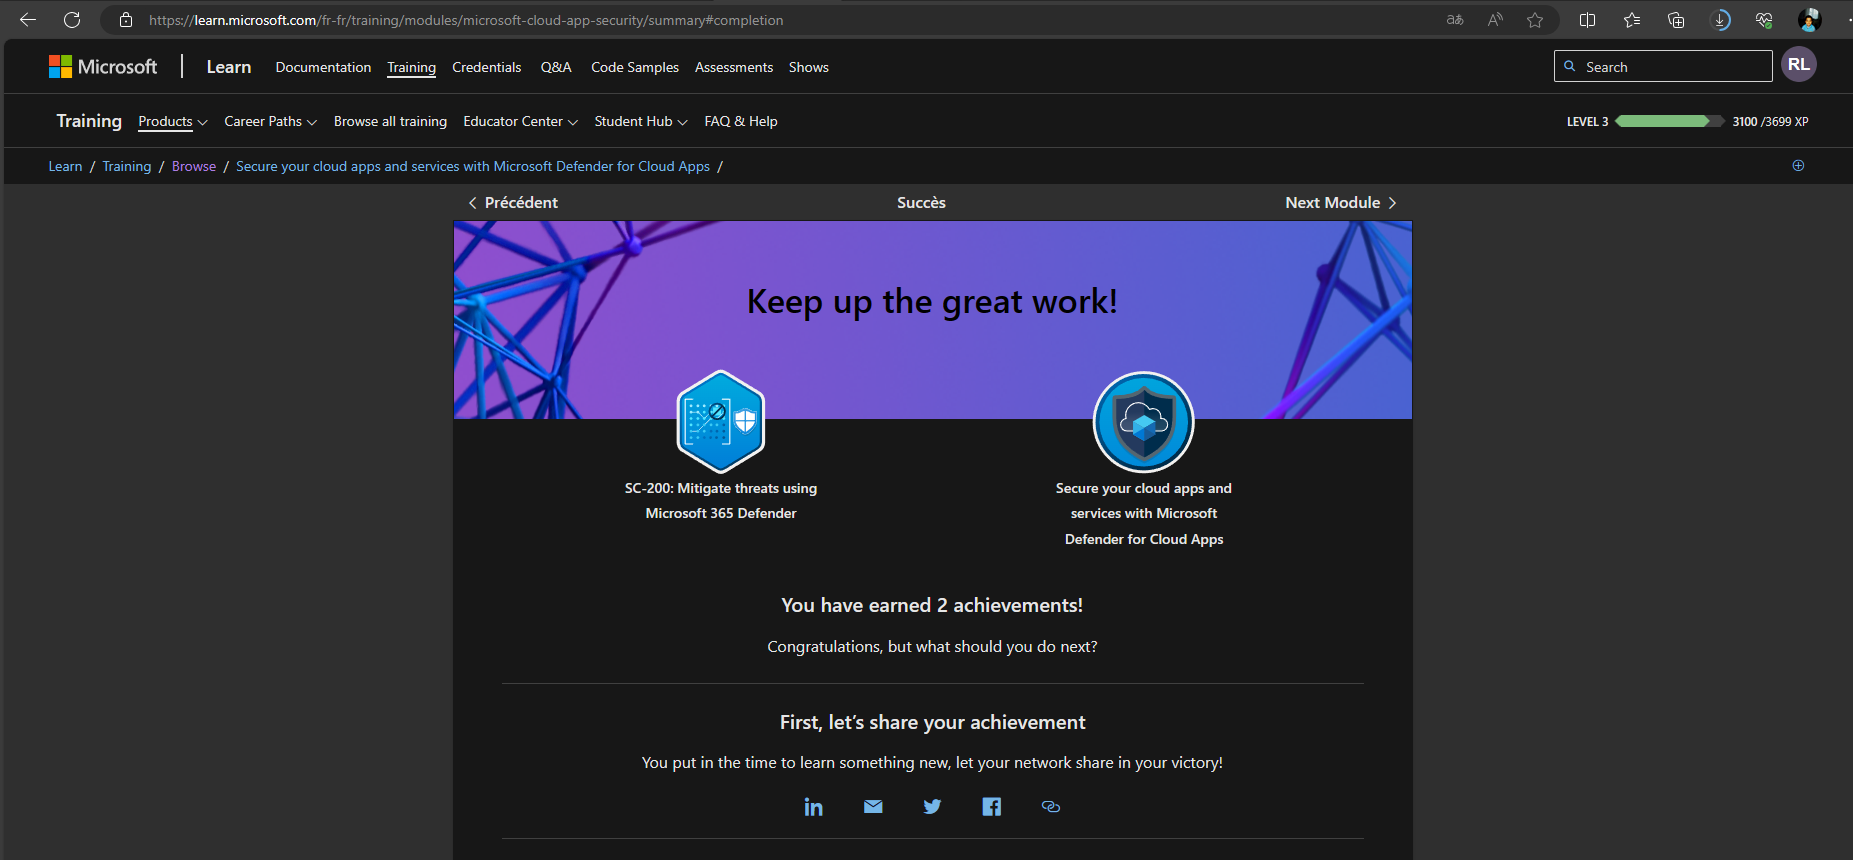 https://learn.microsoft.com/fr-fr/training/modules/microsoft-cloud-app-security/summary#completion
Microsoft Learn Documentation Training Credentials Q&A Code Samples Assessments Shows Search RL
Training Products Career Paths Browse all training Educator Center Student Hub FAQ & Help LEVEL 3 3100 /3699 XP
Learn / Training / Browse / Secure your cloud apps and services with Microsoft Defender for Cloud Apps /
Précédent Succès Next Module
Keep up the great work!
SC-200: Mitigate threats using
Microsoft 365 Defender
Secure your cloud apps and
services with Microsoft
Defender for Cloud Apps
You have earned 2 achievements!
Congratulations, but what should you do next?
First, let’s share your achievement
You put in the time to learn something new, let your network share in your victory!